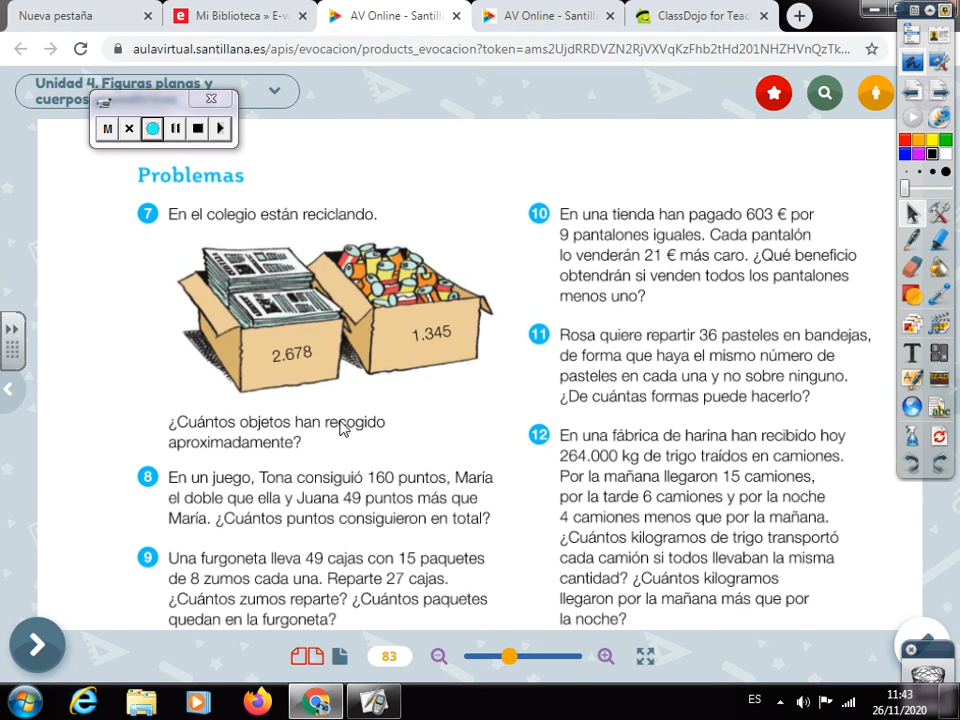 Nueva pestaña
Mi Biblioteca » E-v
AV Online - Santill
AV Online - Santill
ClassDojo for Tea
aulavirtual.santillana.es/apis/evocacion/products_evocacion?token=ams2UjdRRDVZN2RjVXVqKzFhb2tHd201NHZHVnQzTk...
Unidad 4. Figuras planas y
cuerpos
M
Problemas
7 En el colegio están reciclando.
2.678
1.345
¿Cuántos objetos han recogido
aproximadamente?
8 En un juego, Tona consiguió 160 puntos, María
el doble que ella y Juana 49 puntos más que
María. ¿Cuántos puntos consiguieron en total?
9 Una furgoneta lleva 49 cajas con 15 paquetes
de 8 zumos cada una. Reparte 27 cajas.
¿Cuántos zumos reparte? ¿Cuántos paquetes
quedan en la furgoneta?
10 En una tienda han pagado 603 € por
9 pantalones iguales. Cada pantalón
lo venderán 21 € más caro. ¿Qué beneficio
obtendrán si venden todos los pantalones
menos uno?
11 Rosa quiere repartir 36 pasteles en bandejas,
de forma que haya el mismo número de
pasteles en cada una y no sobre ninguno.
¿De cuántas formas puede hacerlo?
12 En una fábrica de harina han recibido hoy
264.000 kg de trigo traídos en camiones.
Por la mañana llegaron 15 camiones,
por la tarde 6 camiones y por la noche
4 camiones menos que por la mañana.
¿Cuántos kilogramos de trigo transportó
cada camión si todos llevaban la misma
cantidad? ¿Cuántos kilogramos
llegaron por la mañana más que por
la noche?
83
ES
11:43
26/11/2020